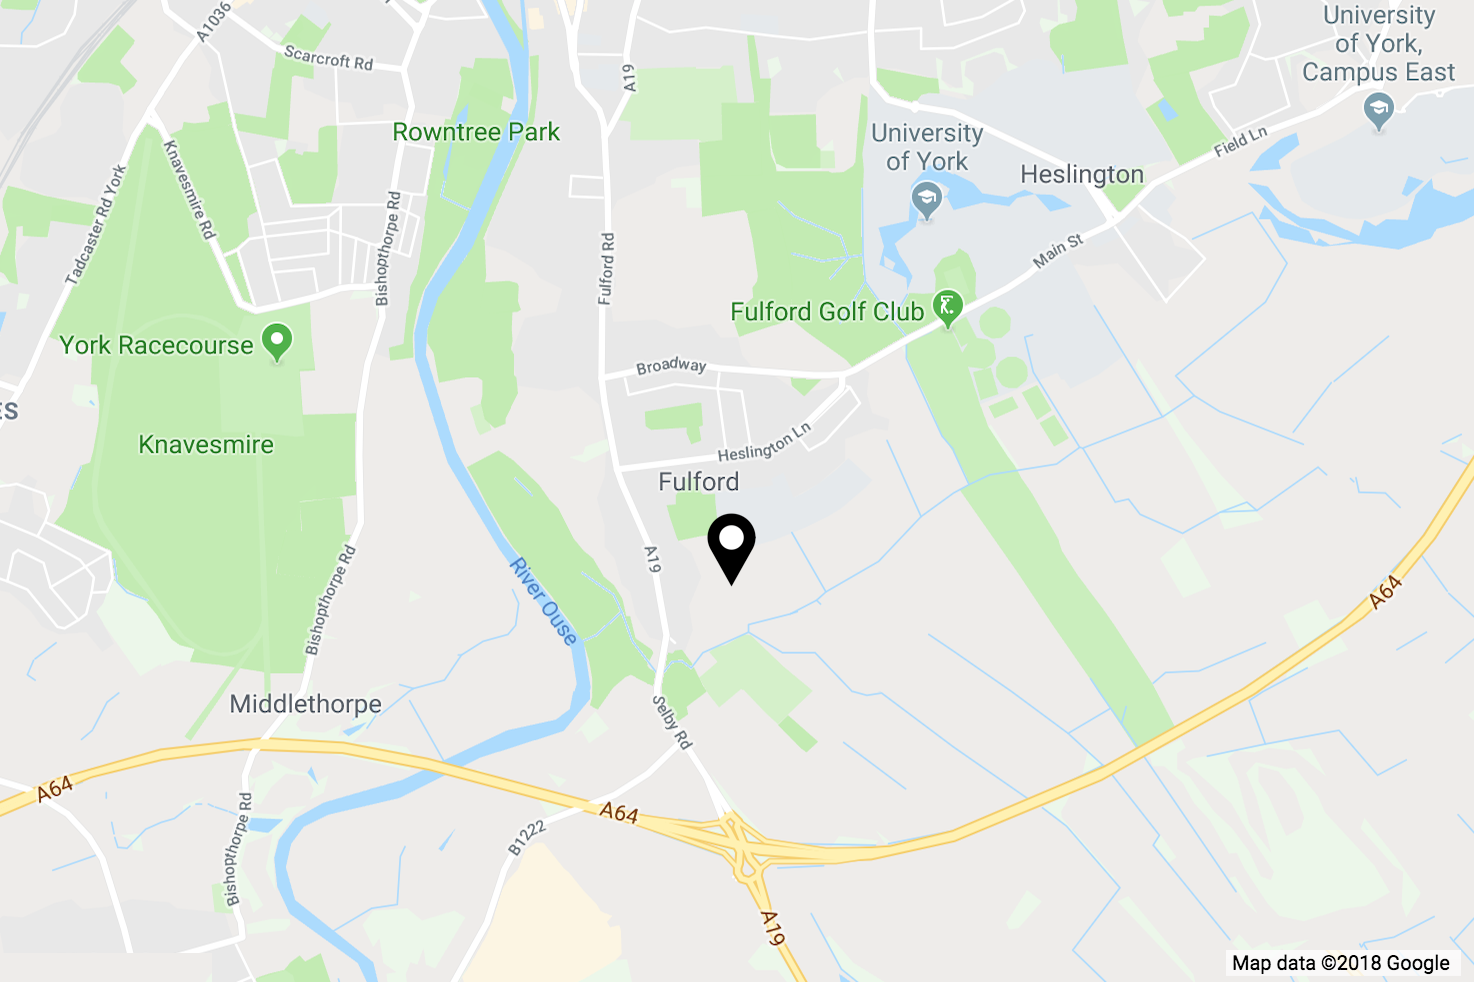 A1036
Scarcroft Rd
A19
University
of York,
Campus East
Rowntree Park
University
of York
Field Ln
Heslington
Knavesmire Rd
Tadcaster Rd York
Bishopthorpe Rd
Fulford Rd
Main St
Fulford Golf Club
York Racecourse
Broadway
ES
Knavesmire
Heslington Ln
Fulford
A19
River Ouse
Bishopthorpe Rd
A64
Middlethorpe
Selby Rd
A64
A64
B1222
Bishopthorpe Rd
A19
Map data ©2018 Google